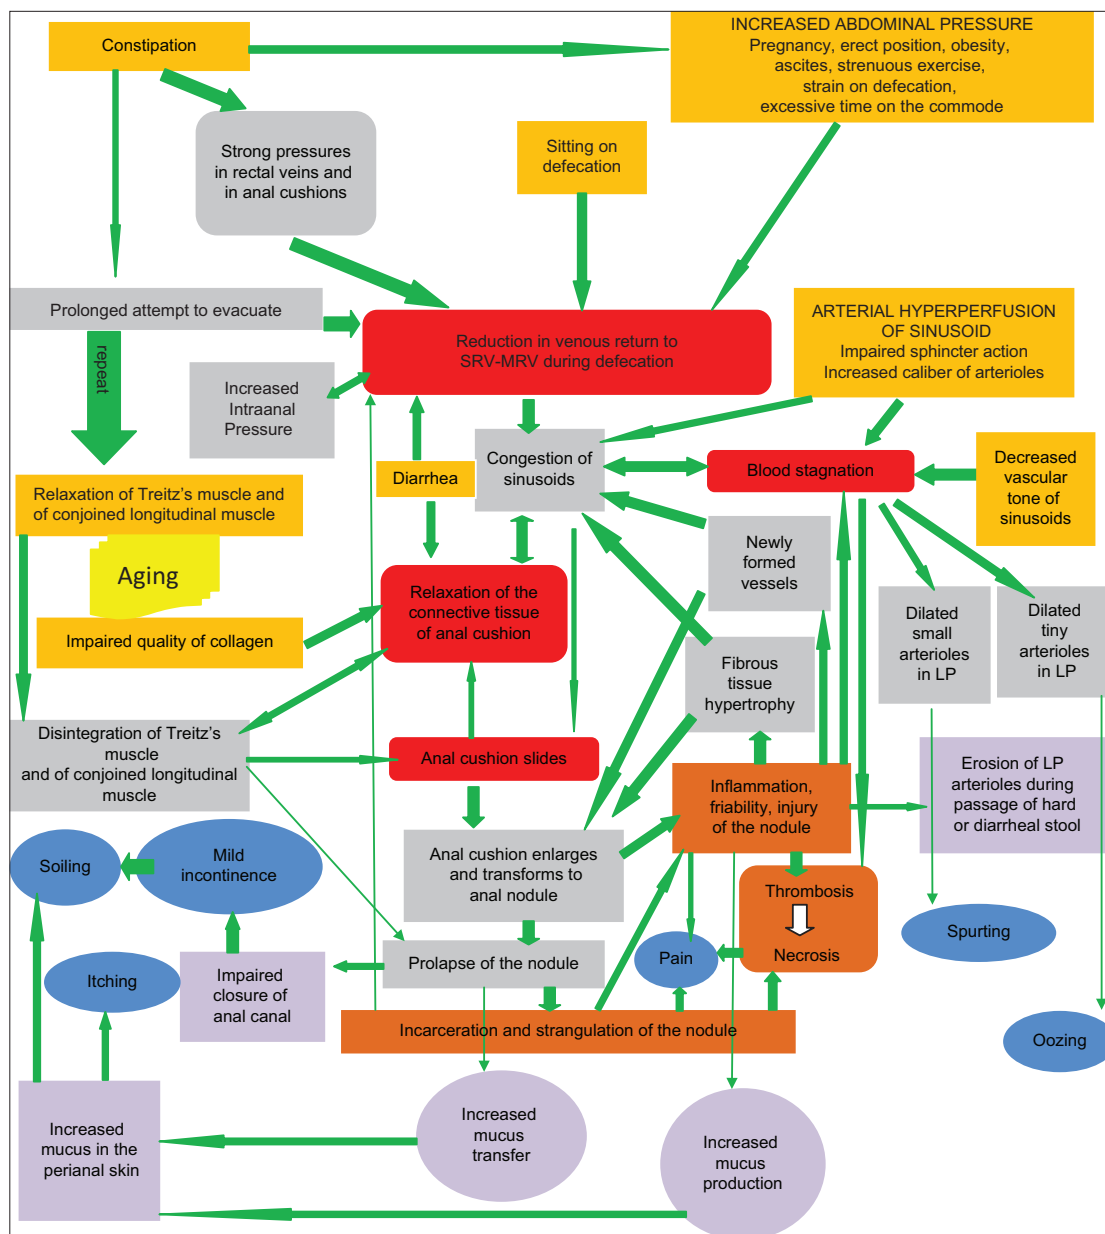 Constipation
INCREASED ABDOMINAL PRESSURE
Pregnancy, erect position, obesity,
ascites, strenuous exercise,
strain on defecation,
excessive time on the commode
Strong pressures
in rectal veins and
in anal cushions
Sitting on
defecation
Prolonged attempt to evacuate
repeat
Reduction in venous return to
SRV-MRV during defecation
ARTERIAL HYPERPERFUSION
OF SINUSOID
Impaired sphincter action
Increased caliber of arterioles
Increased
Intraanal
Pressure
Congestion of
sinusoids
Diarrhea
Blood stagnation
Decreased
vascular
tone of
sinusoids
Relaxation of Treitz's muscle and
of conjoined longitudinal muscle
Aging
Impaired quality of collagen
Newly
formed
vessels
Relaxation of the
connective tissue
of anal cushion
Dilated
small
arterioles
in LP
Dilated
tiny
arterioles
in LP
Fibrous
tissue
hypertrophy
Disintegration of Treitz's
muscle
and of conjoined longitudinal
muscle
Anal cushion slides
Inflammation,
friability, injury
of the nodule
Erosion of LP
arterioles during
passage of hard
or diarrheal stool
Soiling
Mild
incontinence
Anal cushion enlarges
and transforms to
anal nodule
Thrombosis
Necrosis
Spurting
Pain
Prolapse of the nodule
Itching
Impaired
closure of
anal canal
Incarceration and strangulation of the nodule
Oozing
Increased
mucus in the
perianal skin
Increased
mucus
transfer
Increased
mucus
production